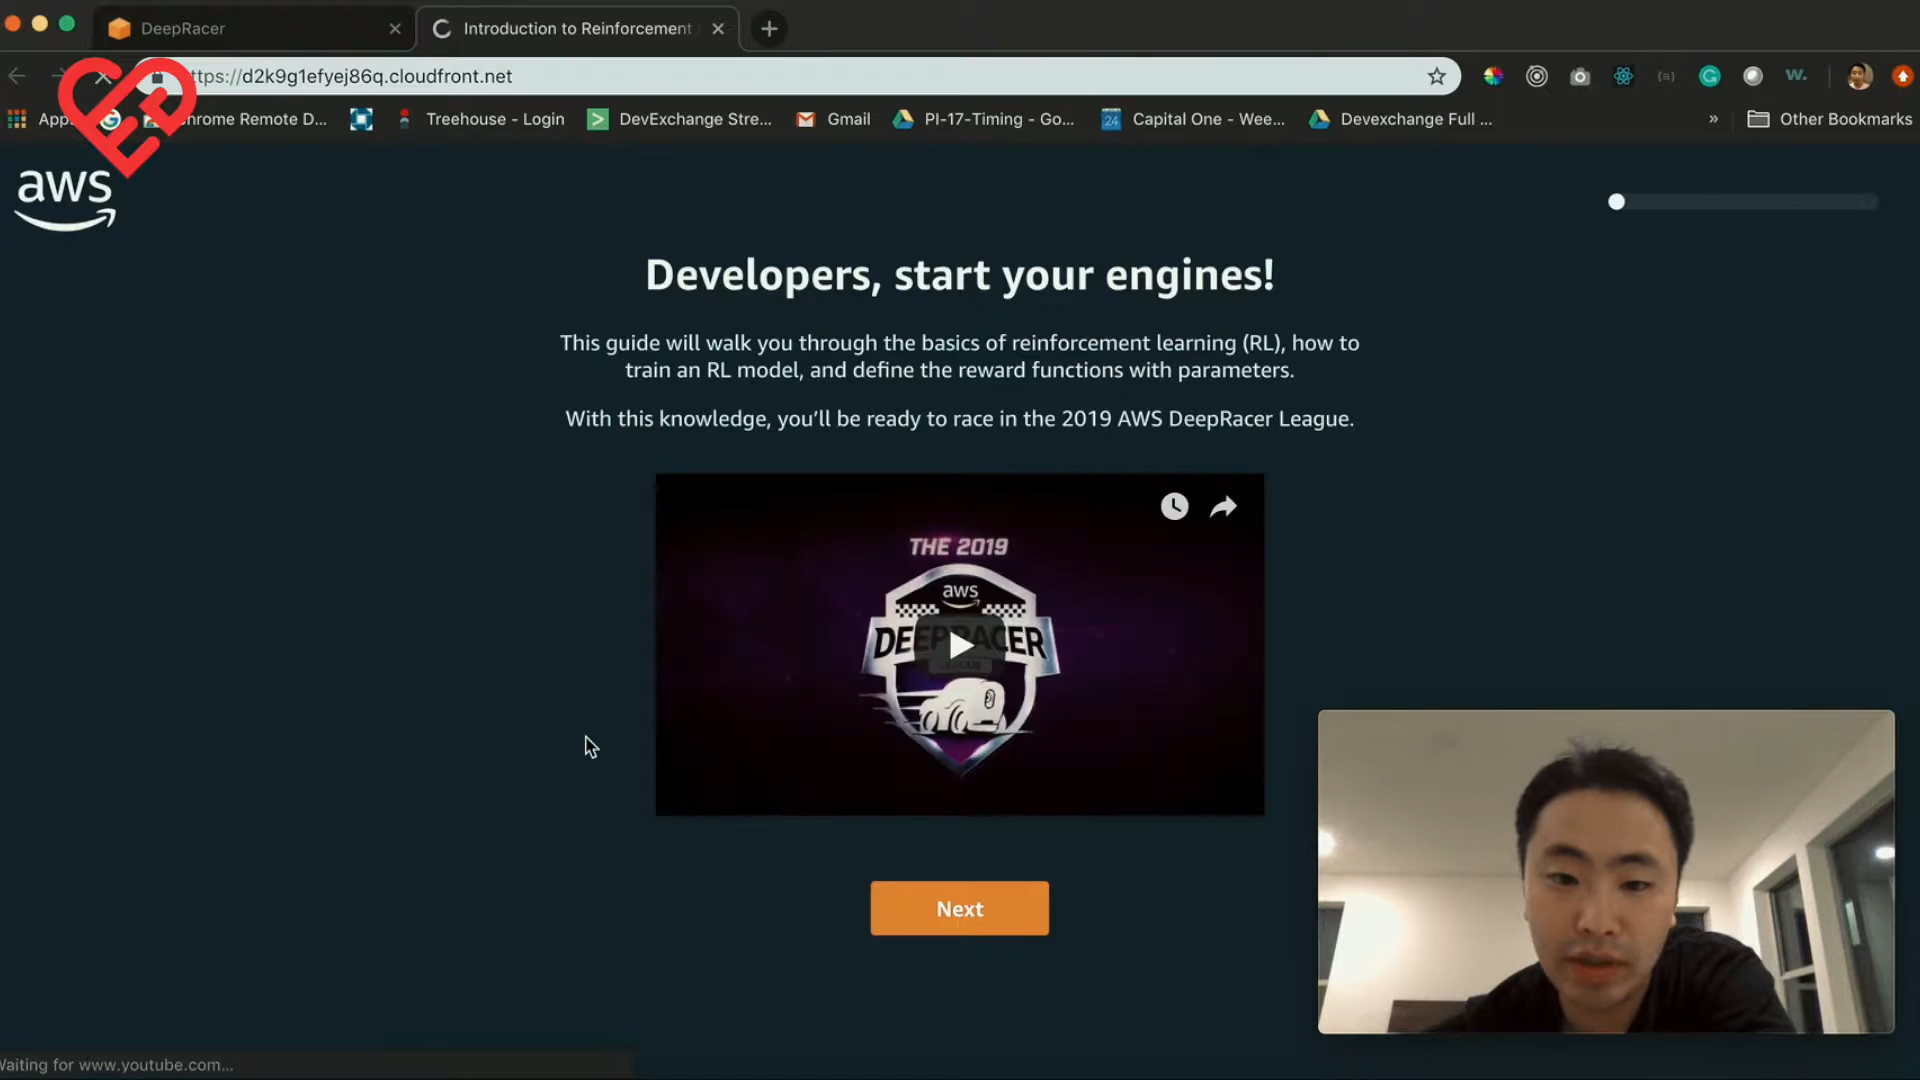 DeepRacer
Introduction to Reinforcement
ttps://d2k9g1efyej86q.cloudfront.net
Apps
hrome Remote D...
Treehouse - Login
DevExchange Stre...
Gmail
PI-17-Timing - Go...
24
Capital One - Wee...
Devexchange Full ...
»
Other Bookmarks
aws
Developers, start your engines!
This guide will walk you through the basics of reinforcement learning (RL), how to
train an RL model, and define the reward functions with parameters.
With this knowledge, you'll be ready to race in the 2019 AWS DeepRacer League.
THE 2019
aws
DEEPRACER
Next
Waiting for www.youtube.com...